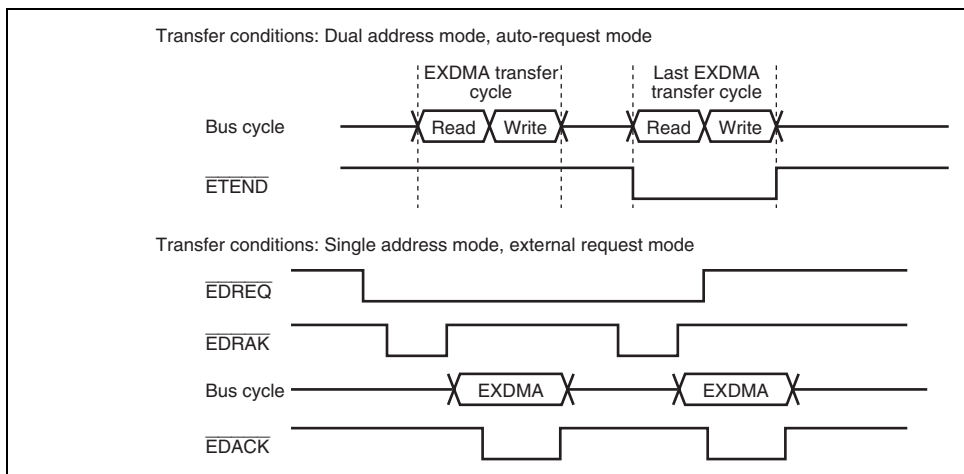 Transfer conditions: Dual address mode, auto-request mode
EXDMA transfer cycle
Last EXDMA transfer cycle
Bus cycle
Read
Write
Read
Write
ETEND
Transfer conditions: Single address mode, external request mode
EDREQ
EDRAK
Bus cycle
EXDMA
EXDMA
EDACK